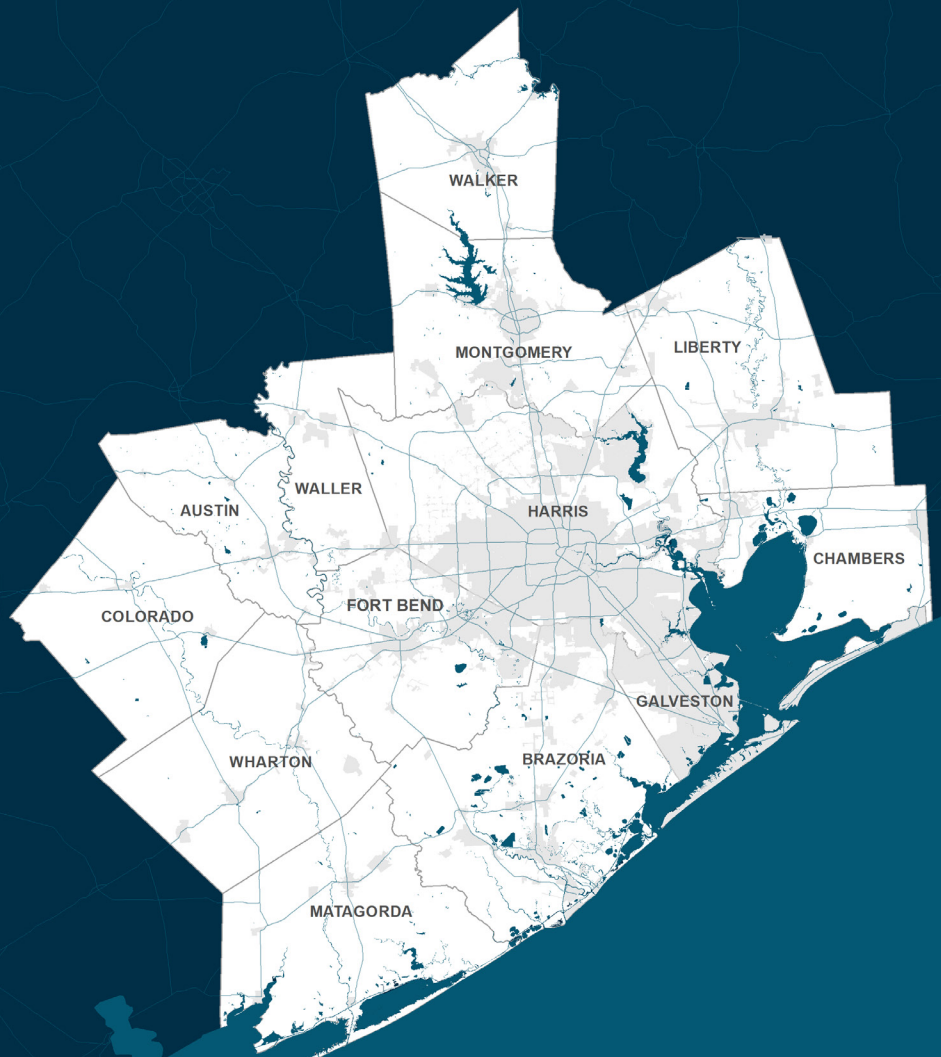 WALKER
MONTGOMERY
LIBERTY
WALLER
AUSTIN
HARRIS
CHAMBERS
FORT BEND
COLORADO
GALVESTON
WHARTON
BRAZORIA
MATAGORDA